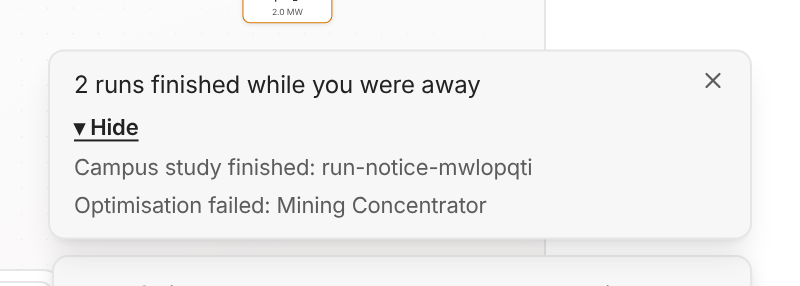 2.0 MW
2 runs finished while you were away
▾ Hide
Campus study finished: run-notice-mwlopqti
Optimisation failed: Mining Concentrator